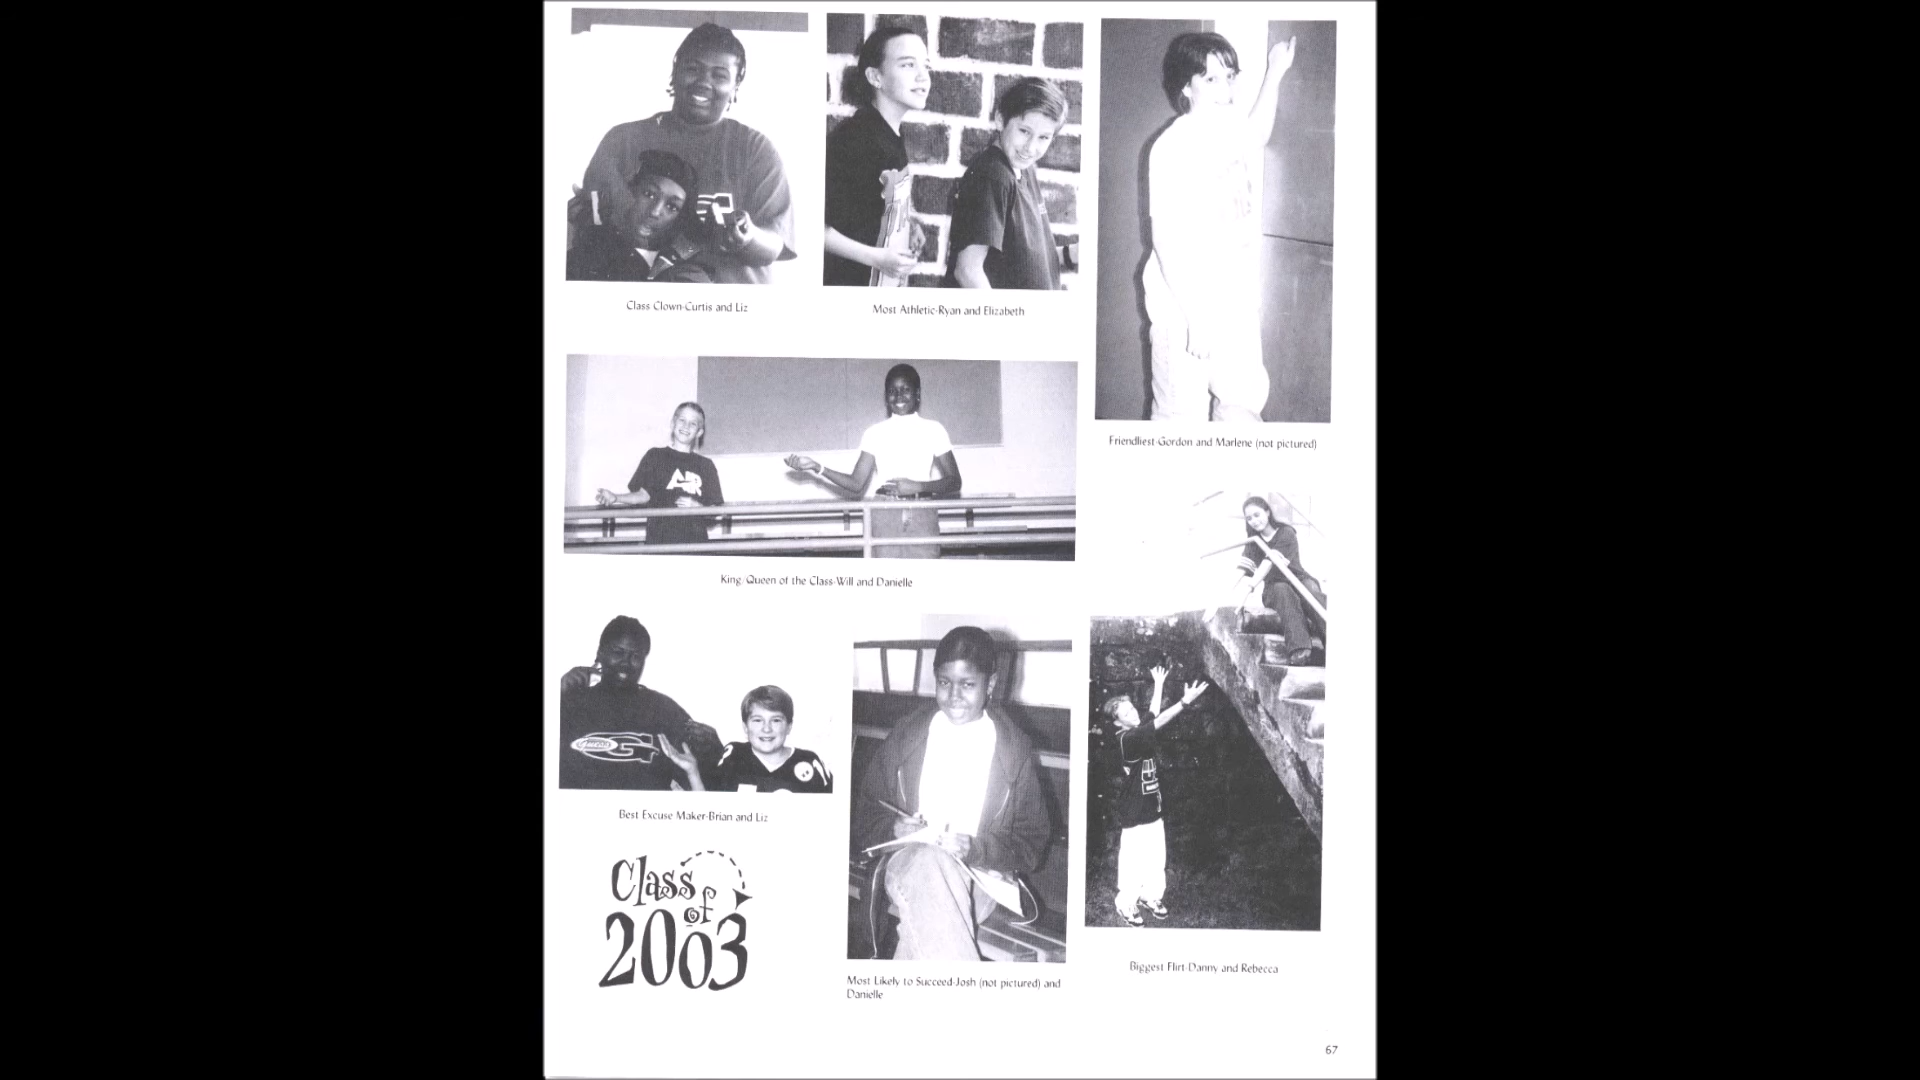 Class Clown-Curtis and Liz
Most Athletic-Ryan and Elizabeth
Friendliest-Gordon and Marlene (not pictured)
King/Queen of the Class-Will and Danielle
Best Excuse Maker-Brian and Liz
Class
of
2003
Most Likely to Succeed-Josh (not pictured) and
Danielle
Biggest Flirt-Danny and Rebecca
67